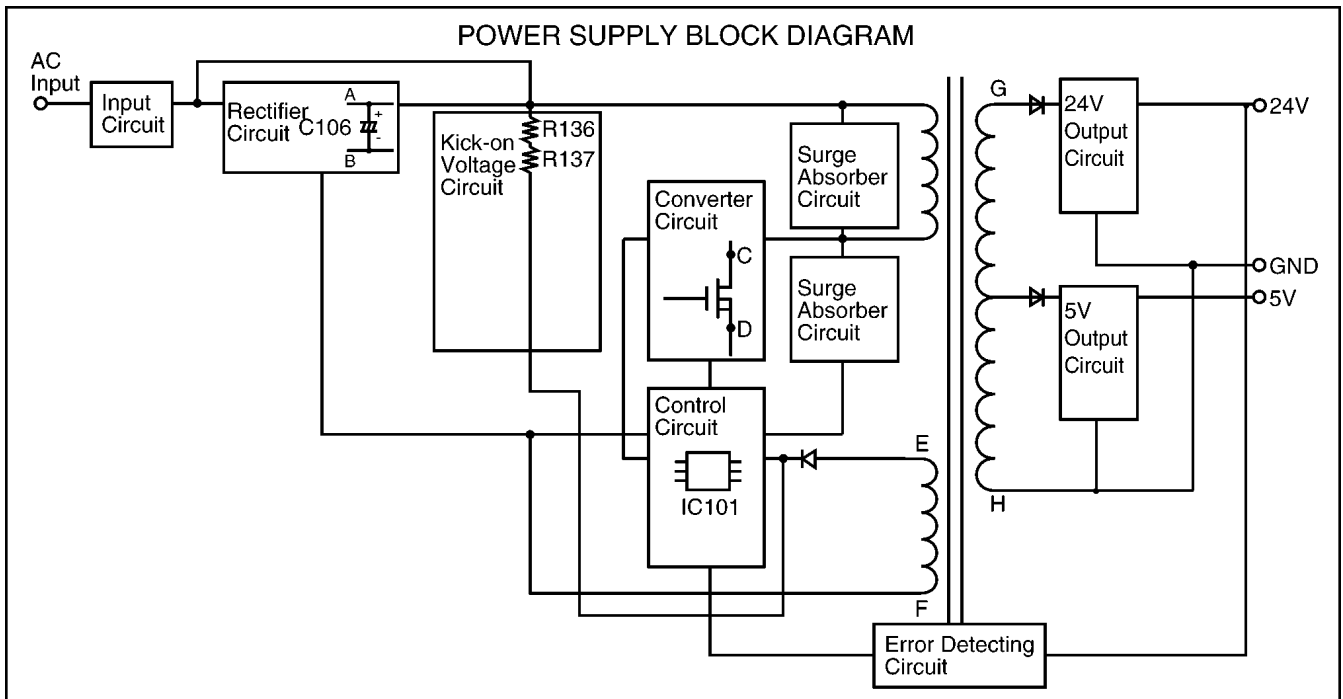 POWER SUPPLY BLOCK DIAGRAM
AC
Input
Input
Circuit
Rectifier
Circuit
C106
A
+
-
B
Kick-on
Voltage
Circuit
R136
R137
Converter
Circuit
C
D
Surge
Absorber
Circuit
Surge
Absorber
Circuit
Control
Circuit
IC101
E
F
G
H
24V
Output
Circuit
24V
GND
5V
5V
Output
Circuit
Error Detecting
Circuit